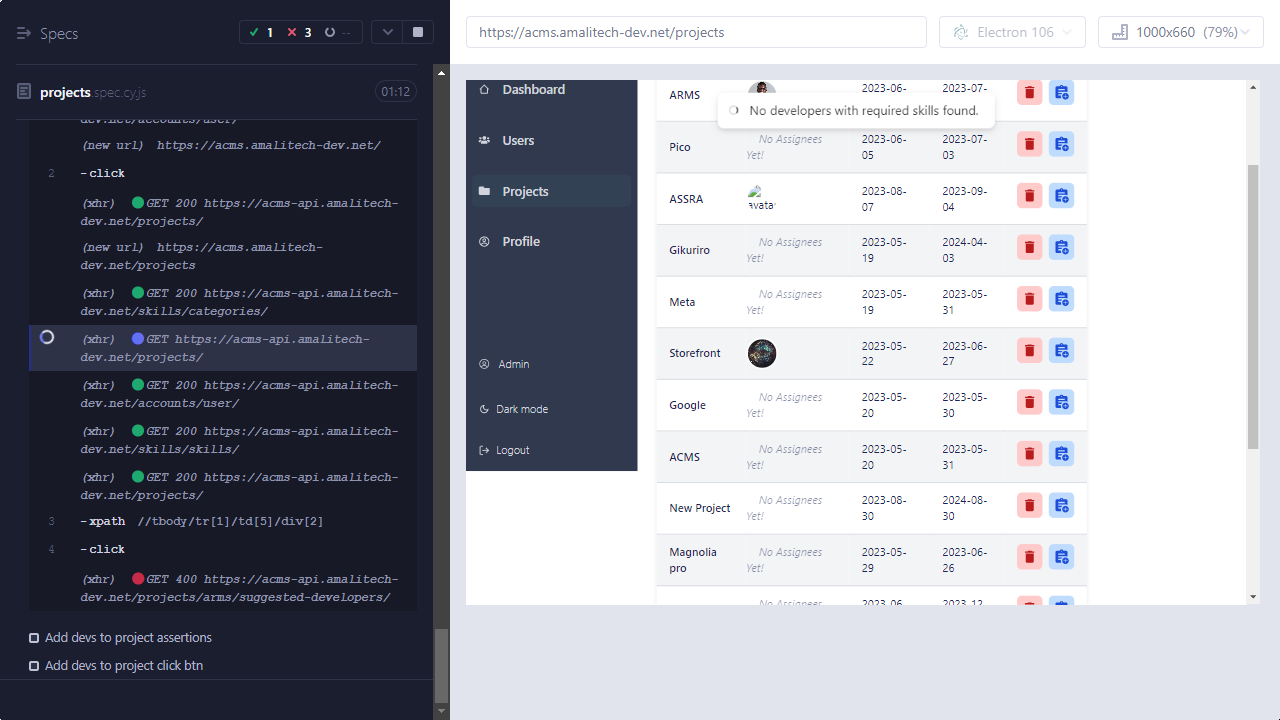 Specs
1
3
--
projects.spec.cy.js
01:12
dev.net/accounts/user/
(new url) https://acms.amalitech-dev.net/
2 -click
(xhr) GET 200 https://acms-api.amalitech-
dev.net/projects/
(new url) https://acms.amalitech-
dev.net/projects
(xhr) GET 200 https://acms-api.amalitech-
dev.net/skills/categories/
(xhr) GET https://acms-api.amalitech-
dev.net/projects/
(xhr) GET 200 https://acms-api.amalitech-
dev.net/accounts/user/
(xhr) GET 200 https://acms-api.amalitech-
dev.net/skills/skills/
(xhr) GET 200 https://acms-api.amalitech-
dev.net/projects/
3 -xpath //tbody/tr[1]/td[5]/div[2]
4 -click
(xhr) GET 400 https://acms-api.amalitech-
dev.net/projects/arms/suggested-developers/
Add devs to project assertions
Add devs to project click btn
https://acms.amalitech-dev.net/projects
Electron 106
1000x660 (79%)
Dashboard
Users
Projects
Profile
Admin
Dark mode
Logout
No developers with required skills found.
ARMS 2023-06- 2023-07-
Pico No Assignees Yet! 2023-06-05 2023-07-03
ASSRA avatar 2023-08-07 2023-09-04
Gikuriro No Assignees Yet! 2023-05-19 2024-04-03
Meta No Assignees Yet! 2023-05-19 2023-05-31
Storefront 2023-05-22 2023-06-27
Google No Assignees Yet! 2023-05-20 2023-05-30
ACMS No Assignees Yet! 2023-05-20 2023-05-31
New Project No Assignees Yet! 2023-08-30 2024-08-30
Magnolia pro No Assignees Yet! 2023-05-29 2023-06-26
No Assignees 2023-06- 2023-12-